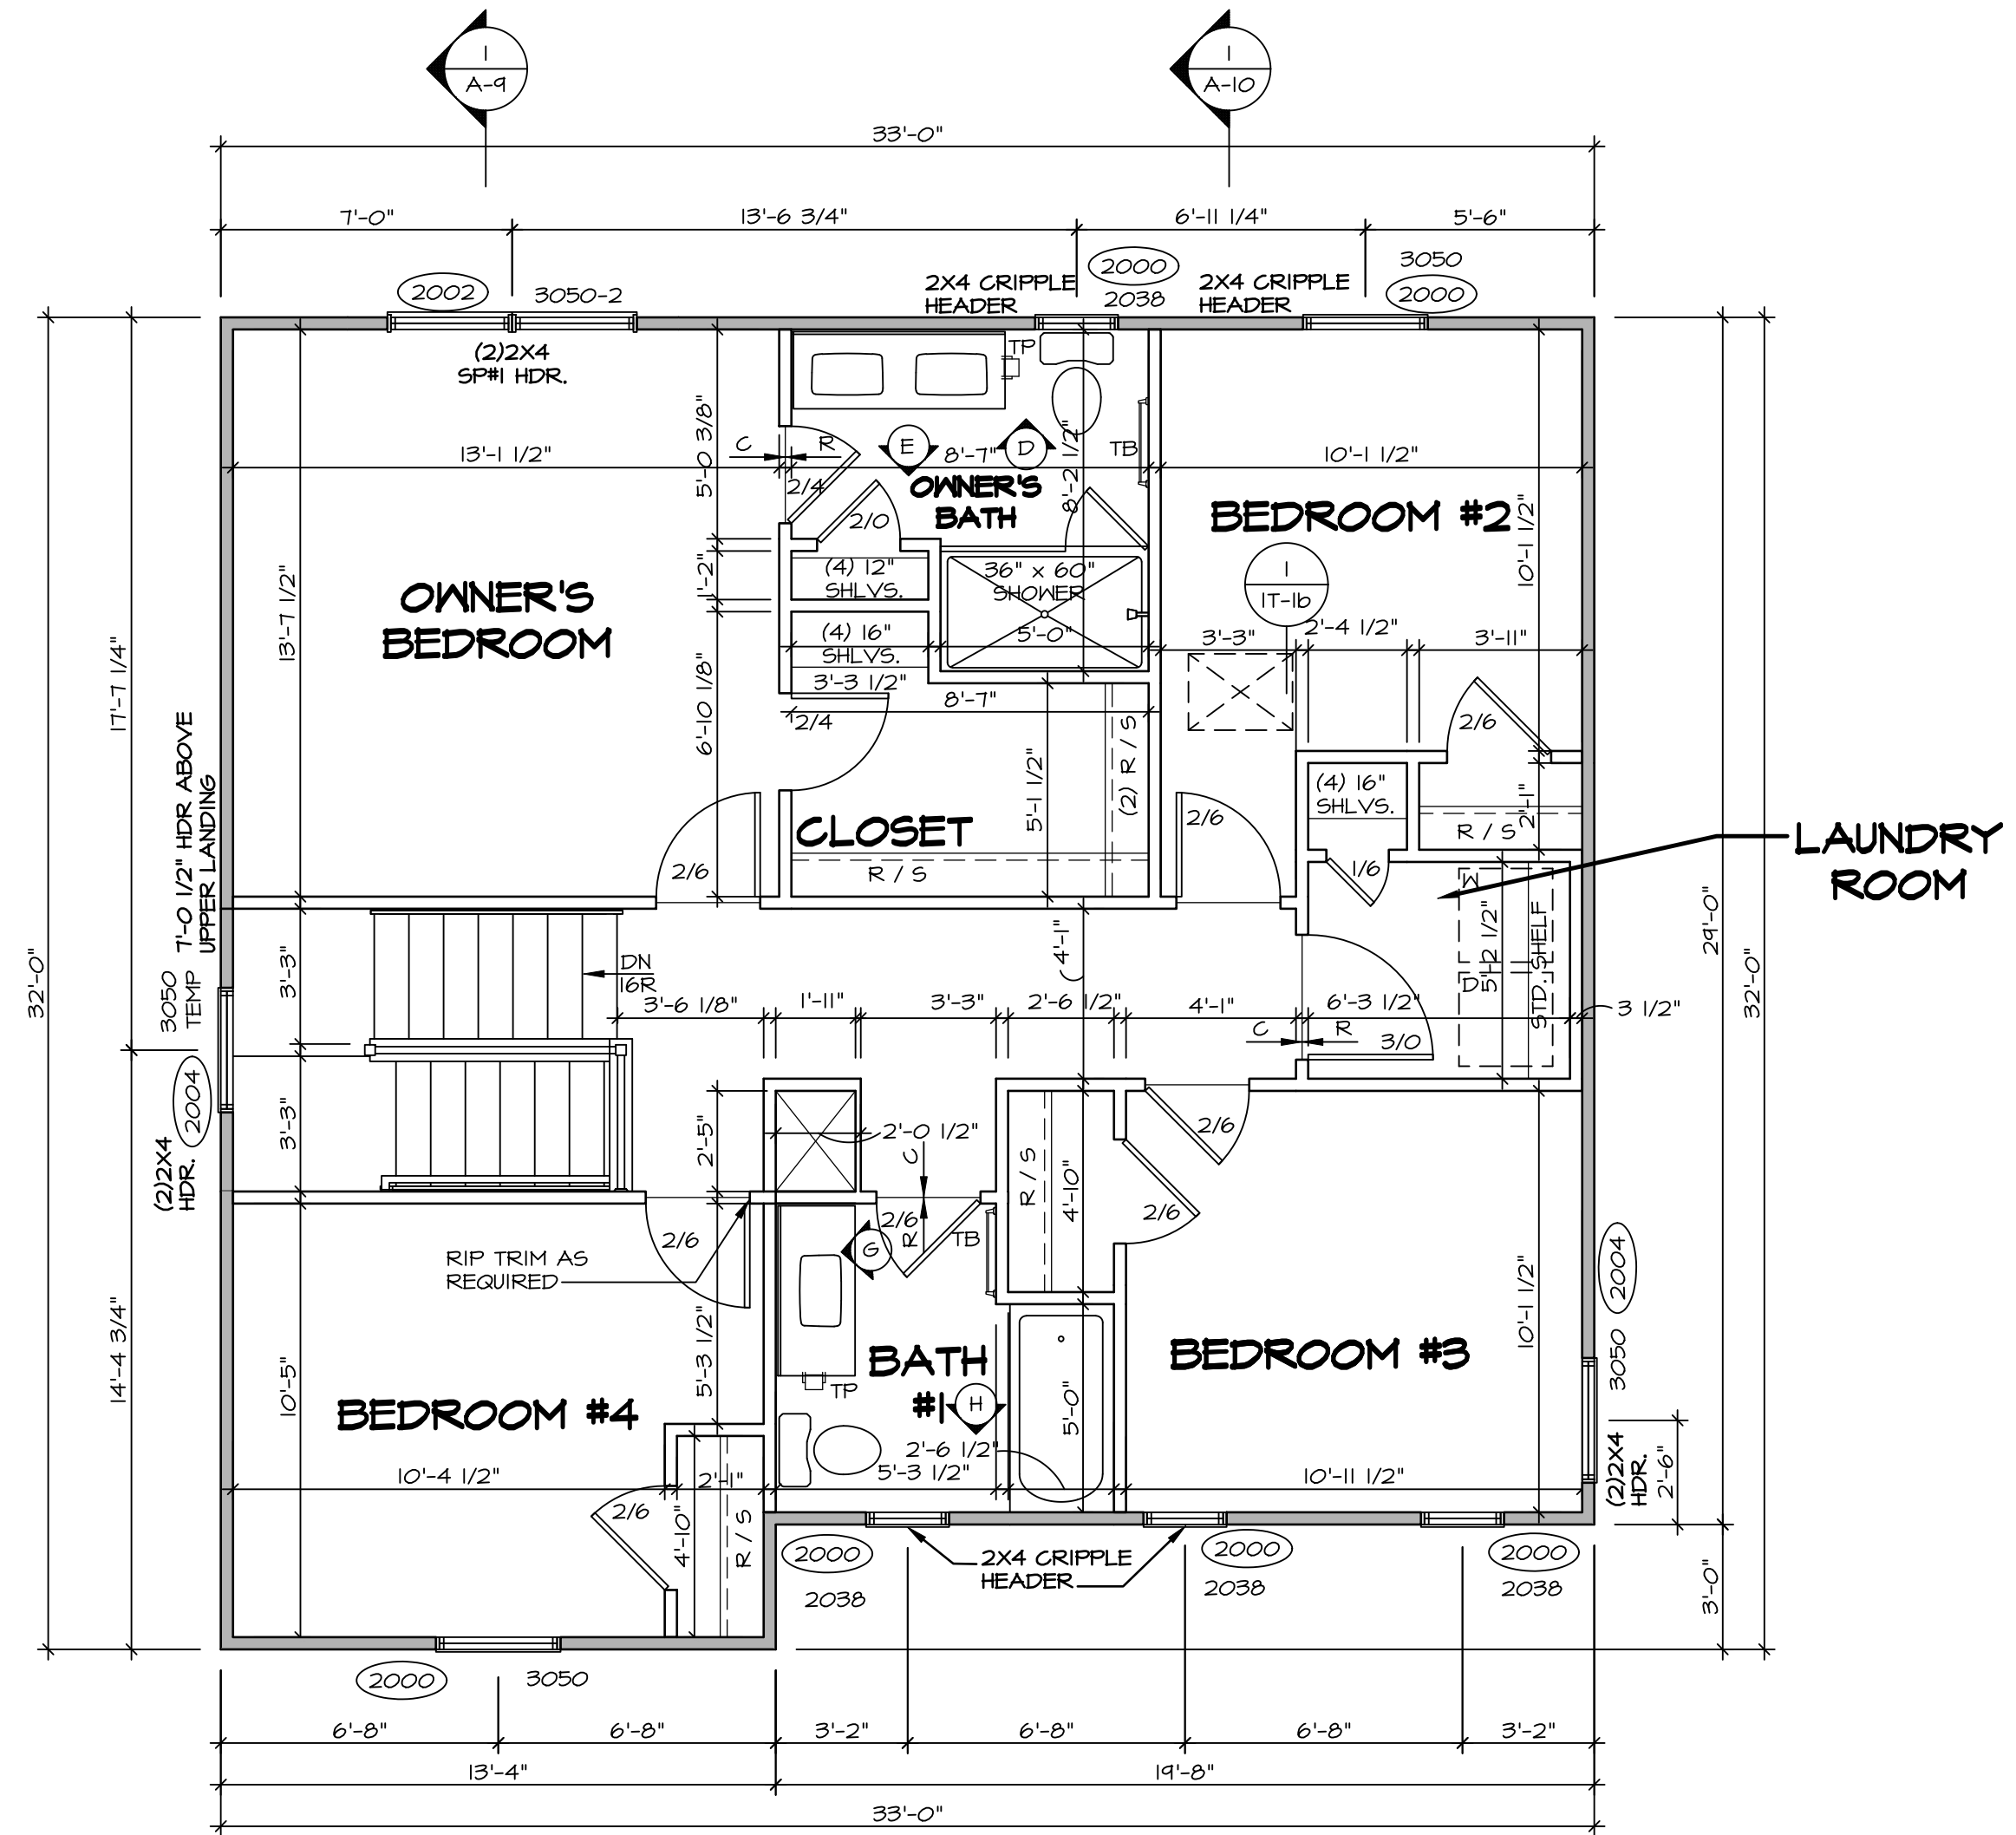 1
A-9
1
A-10
33'-0"
7'-0"
13'-6 3/4"
6'-11 1/4"
5'-6"
2002
3050-2
2X4 CRIPPLE
HEADER
2000
2038
2X4 CRIPPLE
HEADER
3050
2000
(2)2X4
SP#1 HDR.
TP
5'-0 3/8"
C
R
E
D
TB
13'-1 1/2"
8'-7"
8'-2 1/2"
10'-1 1/2"
2/4
2/0
OWNER'S
BATH
BEDROOM #2
10'-1 1/2"
1'-2"
(4) 12"
SHLVS.
36" x 60"
SHOWER
1
1T-1b
13'-7 1/2"
OWNER'S
BEDROOM
(4) 16"
SHLVS.
5'-0"
3'-3"
2'-4 1/2"
3'-11"
17'-7 1/4"
3'-3 1/2"
8'-7"
6'-10 1/8"
2/4
2/6
5'-1 1/2"
(2) R / S
7'-0 1/2" HDR ABOVE
UPPER LANDING
(4) 16"
SHLVS.
2'-1"
R / S
CLOSET
2/6
LAUNDRY
ROOM
2/6
R / S
1/6
W
32'-0"
29'-0"
32'-0"
3'-3"
DN
16R
4'-1"
5'-2 1/2"
STD. SHELF
D
3050
TEMP
3'-6 1/8"
1'-11"
3'-3"
2'-6 1/2"
4'-1"
6'-3 1/2"
3 1/2"
C
R
3/0
2004
3'-3"
2'-5"
2'-0 1/2"
C
2/6
(2)2X4
HDR.
R / S
4'-10"
2/6
2/6
2/6
R
TB
G
RIP TRIM AS
REQUIRED
2004
14'-4 3/4"
10'-5"
5'-3 1/2"
BATH
#1
BEDROOM #3
10'-1 1/2"
3050
TP
H
5'-0"
BEDROOM #4
2'-6 1/2"
10'-4 1/2"
2'-1"
5'-3 1/2"
10'-11 1/2"
(2)2X4
HDR.
2'-6"
2/6
4'-10"
R / S
2000
2038
2X4 CRIPPLE
HEADER
2000
2038
2000
2038
3'-0"
2000
3050
6'-8"
6'-8"
3'-2"
6'-8"
6'-8"
3'-2"
13'-4"
19'-8"
33'-0"